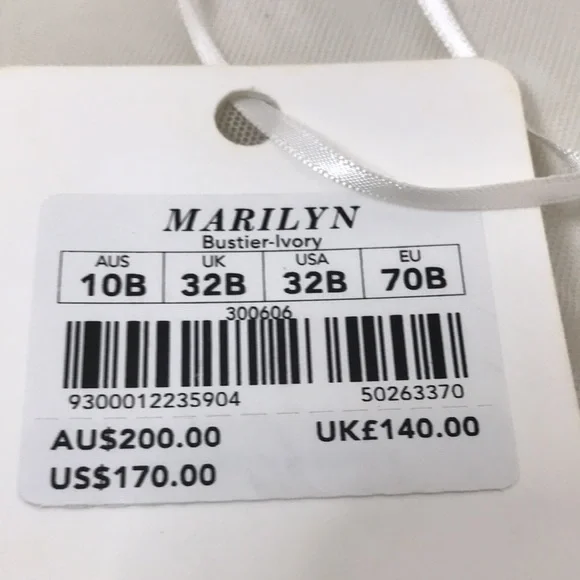 MARILYN
Bustier-Ivory
AUS UK USA EU
10B 32B 32B 70B
300606
9300012235904 50263370
AU$200.00 UK£140.00
US$170.00